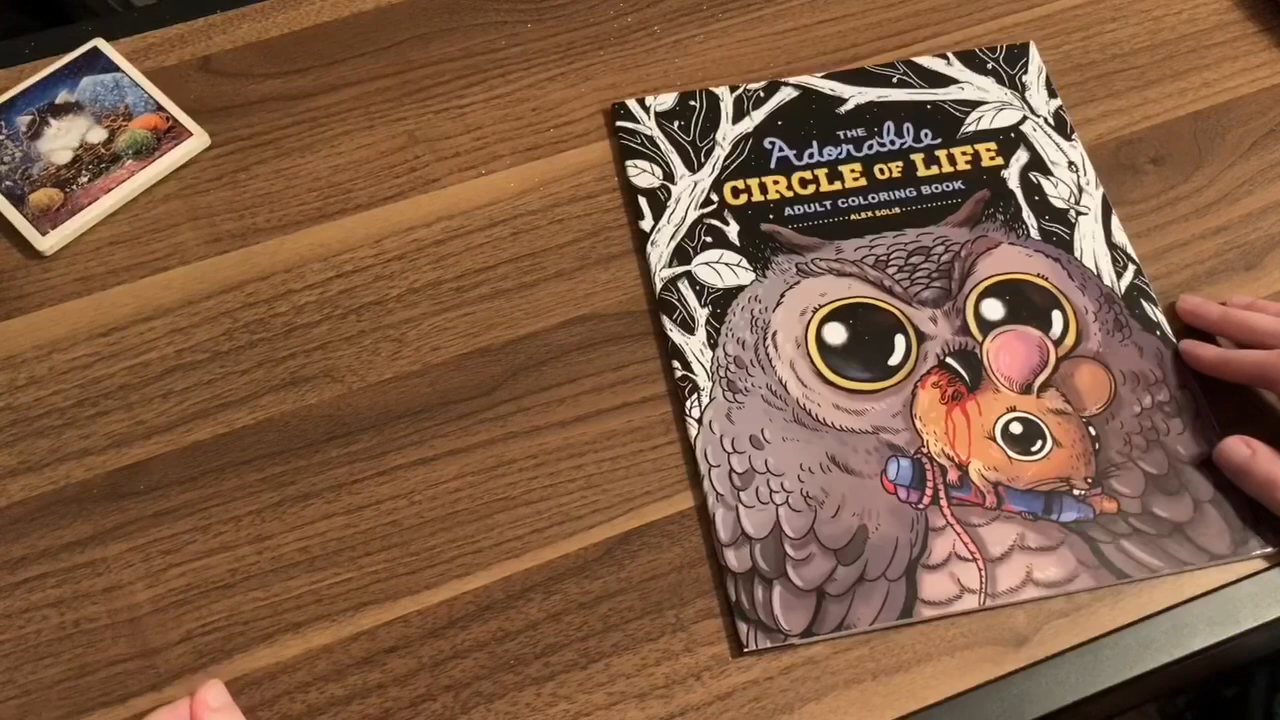 THE
Adorable
CIRCLE OF LIFE
ADULT COLORING BOOK
ALEX SOLIS